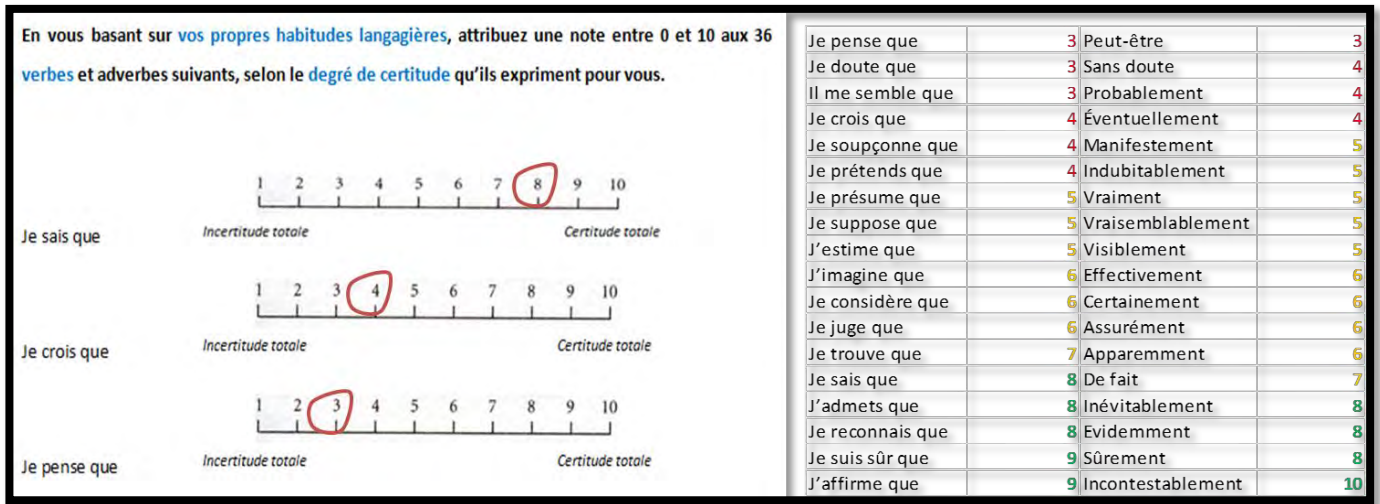 En vous basant sur vos propres habitudes langagières, attribuez une note entre 0 et 10 aux 36
verbes et adverbes suivants, selon le degré de certitude qu'ils expriment pour vous.
1 2 3 4 5 6 7 8 9 10
Je sais que Incertitude totale Certitude totale
1 2 3 4 5 6 7 8 9 10
Je crois que Incertitude totale Certitude totale
1 2 3 4 5 6 7 8 9 10
Je pense que Incertitude totale Certitude totale
Je pense que 3 Peut-être 3
Je doute que 3 Sans doute 4
Il me semble que 3 Probablement 4
Je crois que 4 Éventuellement 4
Je soupçonne que 4 Manifestement 5
Je prétends que 4 Indubitablement 5
Je présume que 5 Vraiment 5
Je suppose que 5 Vraisemblablement 5
J'estime que 5 Visiblement 5
J'imagine que 6 Effectivement 6
Je considère que 6 Certainement 6
Je juge que 6 Assurément 6
Je trouve que 7 Apparemment 6
Je sais que 8 De fait 7
J'admets que 8 Inévitablement 8
Je reconnais que 8 Evidemment 8
Je suis sûr que 9 Sûrement 8
J'affirme que 9 Incontestablement 10